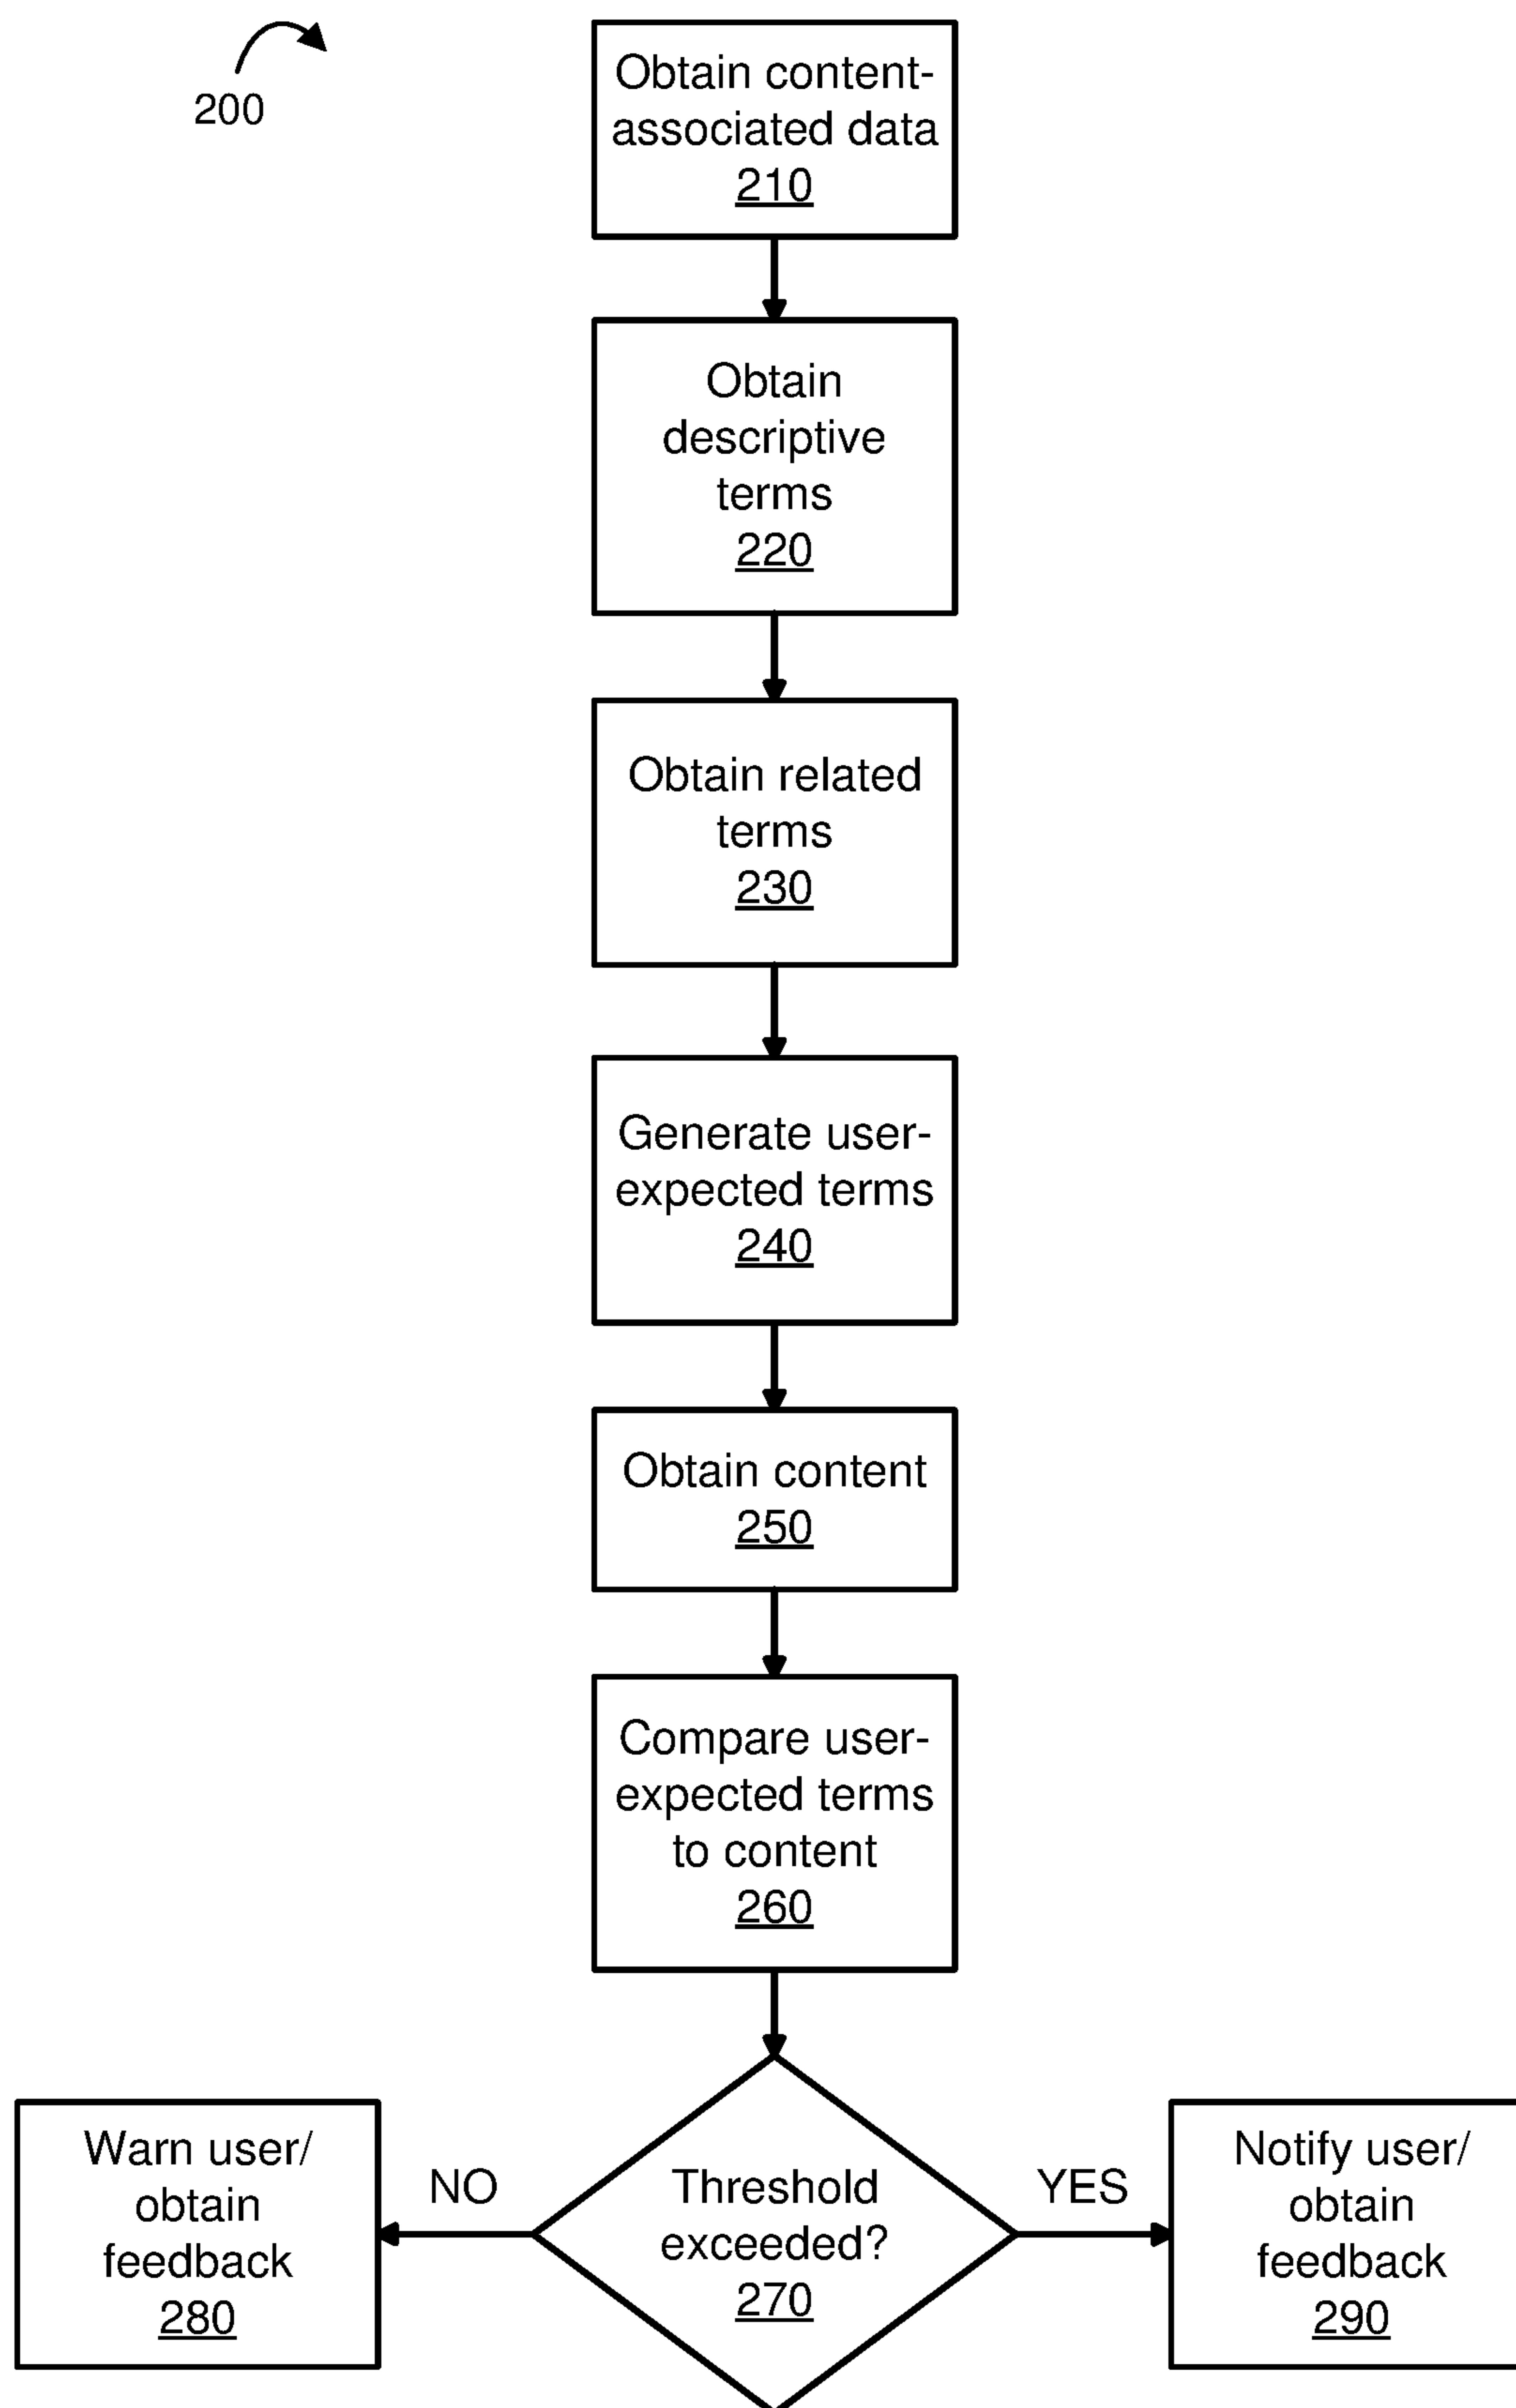 200
Obtain content-
associated data
210
Obtain
descriptive
terms
220
Obtain related
terms
230
Generate user-
expected terms
240
Obtain content
250
Compare user-
expected terms
to content
260
Threshold
exceeded?
270
NO
YES
Warn user/
obtain
feedback
280
Notify user/
obtain
feedback
290